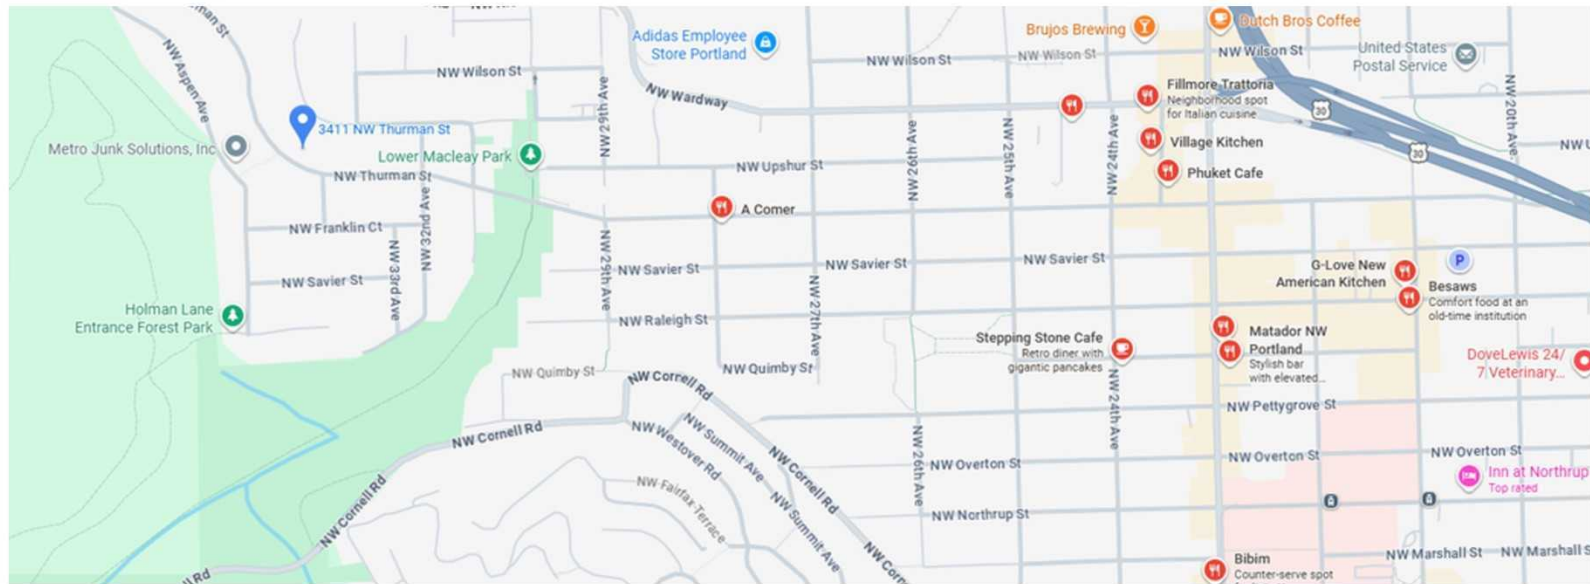 NW Wilson St
Adidas Employee
Store Portland
Brujos Brewing
Dutch Bros Coffee
NW Wilson St
NW Wilson St
NW Wilson St
United States
Postal Service
NW Aspen Ave
NW Wardway
NW 29th Ave
Fillmore Trattoria
Neighborhood spot
for Italian cuisine
30
30
NW 20th Ave
3411 NW Thurman St
Metro Junk Solutions, Inc
Lower Macleay Park
NW Upshur St
NW 26th Ave
NW 25th Ave
NW 24th Ave
Village Kitchen
Phuket Cafe
NW Thurman St
A Comer
NW Franklin Ct
NW 32nd Ave
NW 33rd Ave
NW Savier St
NW 29th Ave
NW Savier St
NW Savier St
NW Savier St
P
G-Love New
American Kitchen
Besaws
Comfort food at an
old-time institution
Holman Lane
Entrance Forest Park
NW Raleigh St
NW 27th Ave
Stepping Stone Cafe
Retro diner with
gigantic pancakes
Matador NW
Portland
Stylish bar
with elevated...
DoveLewis 24/
7 Veterinary...
NW Quimby St
NW Cornell Rd
NW Quimby St
NW 24th Ave
NW Pettygrove St
NW Cornell Rd
NW Westover Rd
NW Summit Ave
NW Cornell Rd
NW 26th Ave
NW Overton St
NW Overton St
NW Overton St
Inn at Northrup
Top rated
NW Cornell Rd
NW Fairfax-Terrace
NW Summit Ave
NW Northrup St
NW Marshall St
NW Marshall S
Bibim
Counter-serve spot
Rd
NW Corn